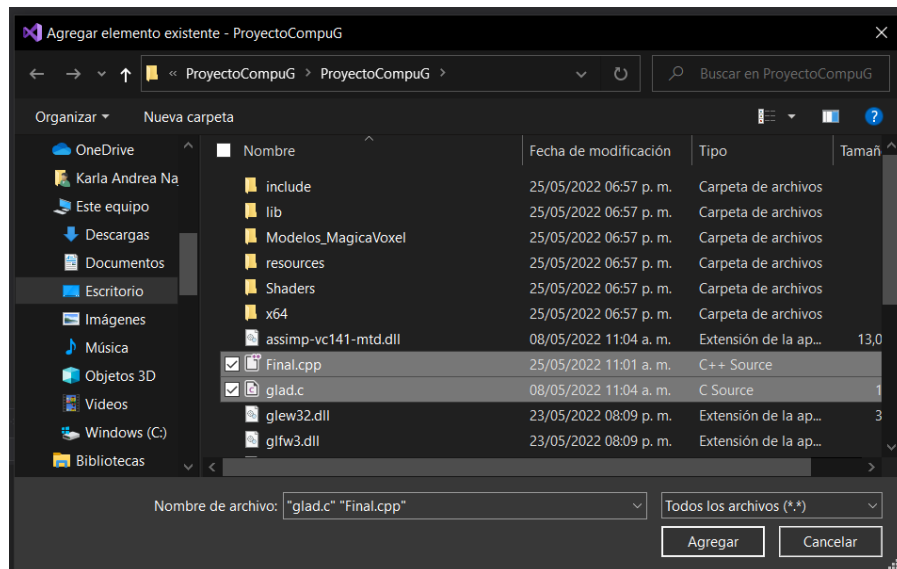 Agregar elemento existente - ProyectoCompuG
« ProyectoCompuG > ProyectoCompuG >
Buscar en ProyectoCompuG
Organizar Nueva carpeta
OneDrive
Karla Andrea Na
Este equipo
Descargas
Documentos
Escritorio
Imágenes
Música
Objetos 3D
Videos
Windows (C:)
Bibliotecas
Nombre Fecha de modificación Tipo Tamañ
include 25/05/2022 06:57 p. m. Carpeta de archivos
lib 25/05/2022 06:57 p. m. Carpeta de archivos
Modelos_MagicaVoxel 25/05/2022 06:57 p. m. Carpeta de archivos
resources 25/05/2022 06:57 p. m. Carpeta de archivos
Shaders 25/05/2022 06:57 p. m. Carpeta de archivos
x64 25/05/2022 06:57 p. m. Carpeta de archivos
assimp-vc141-mtd.dll 08/05/2022 11:04 a. m. Extensión de la ap... 13,0
Final.cpp 25/05/2022 11:01 a. m. C++ Source
glad.c 08/05/2022 11:04 a. m. C Source 1
glew32.dll 23/05/2022 08:09 p. m. Extensión de la ap... 3
glfw3.dll 23/05/2022 08:09 p. m. Extensión de la ap...
Nombre de archivo: "glad.c" "Final.cpp" Todos los archivos (*.*)
Agregar Cancelar